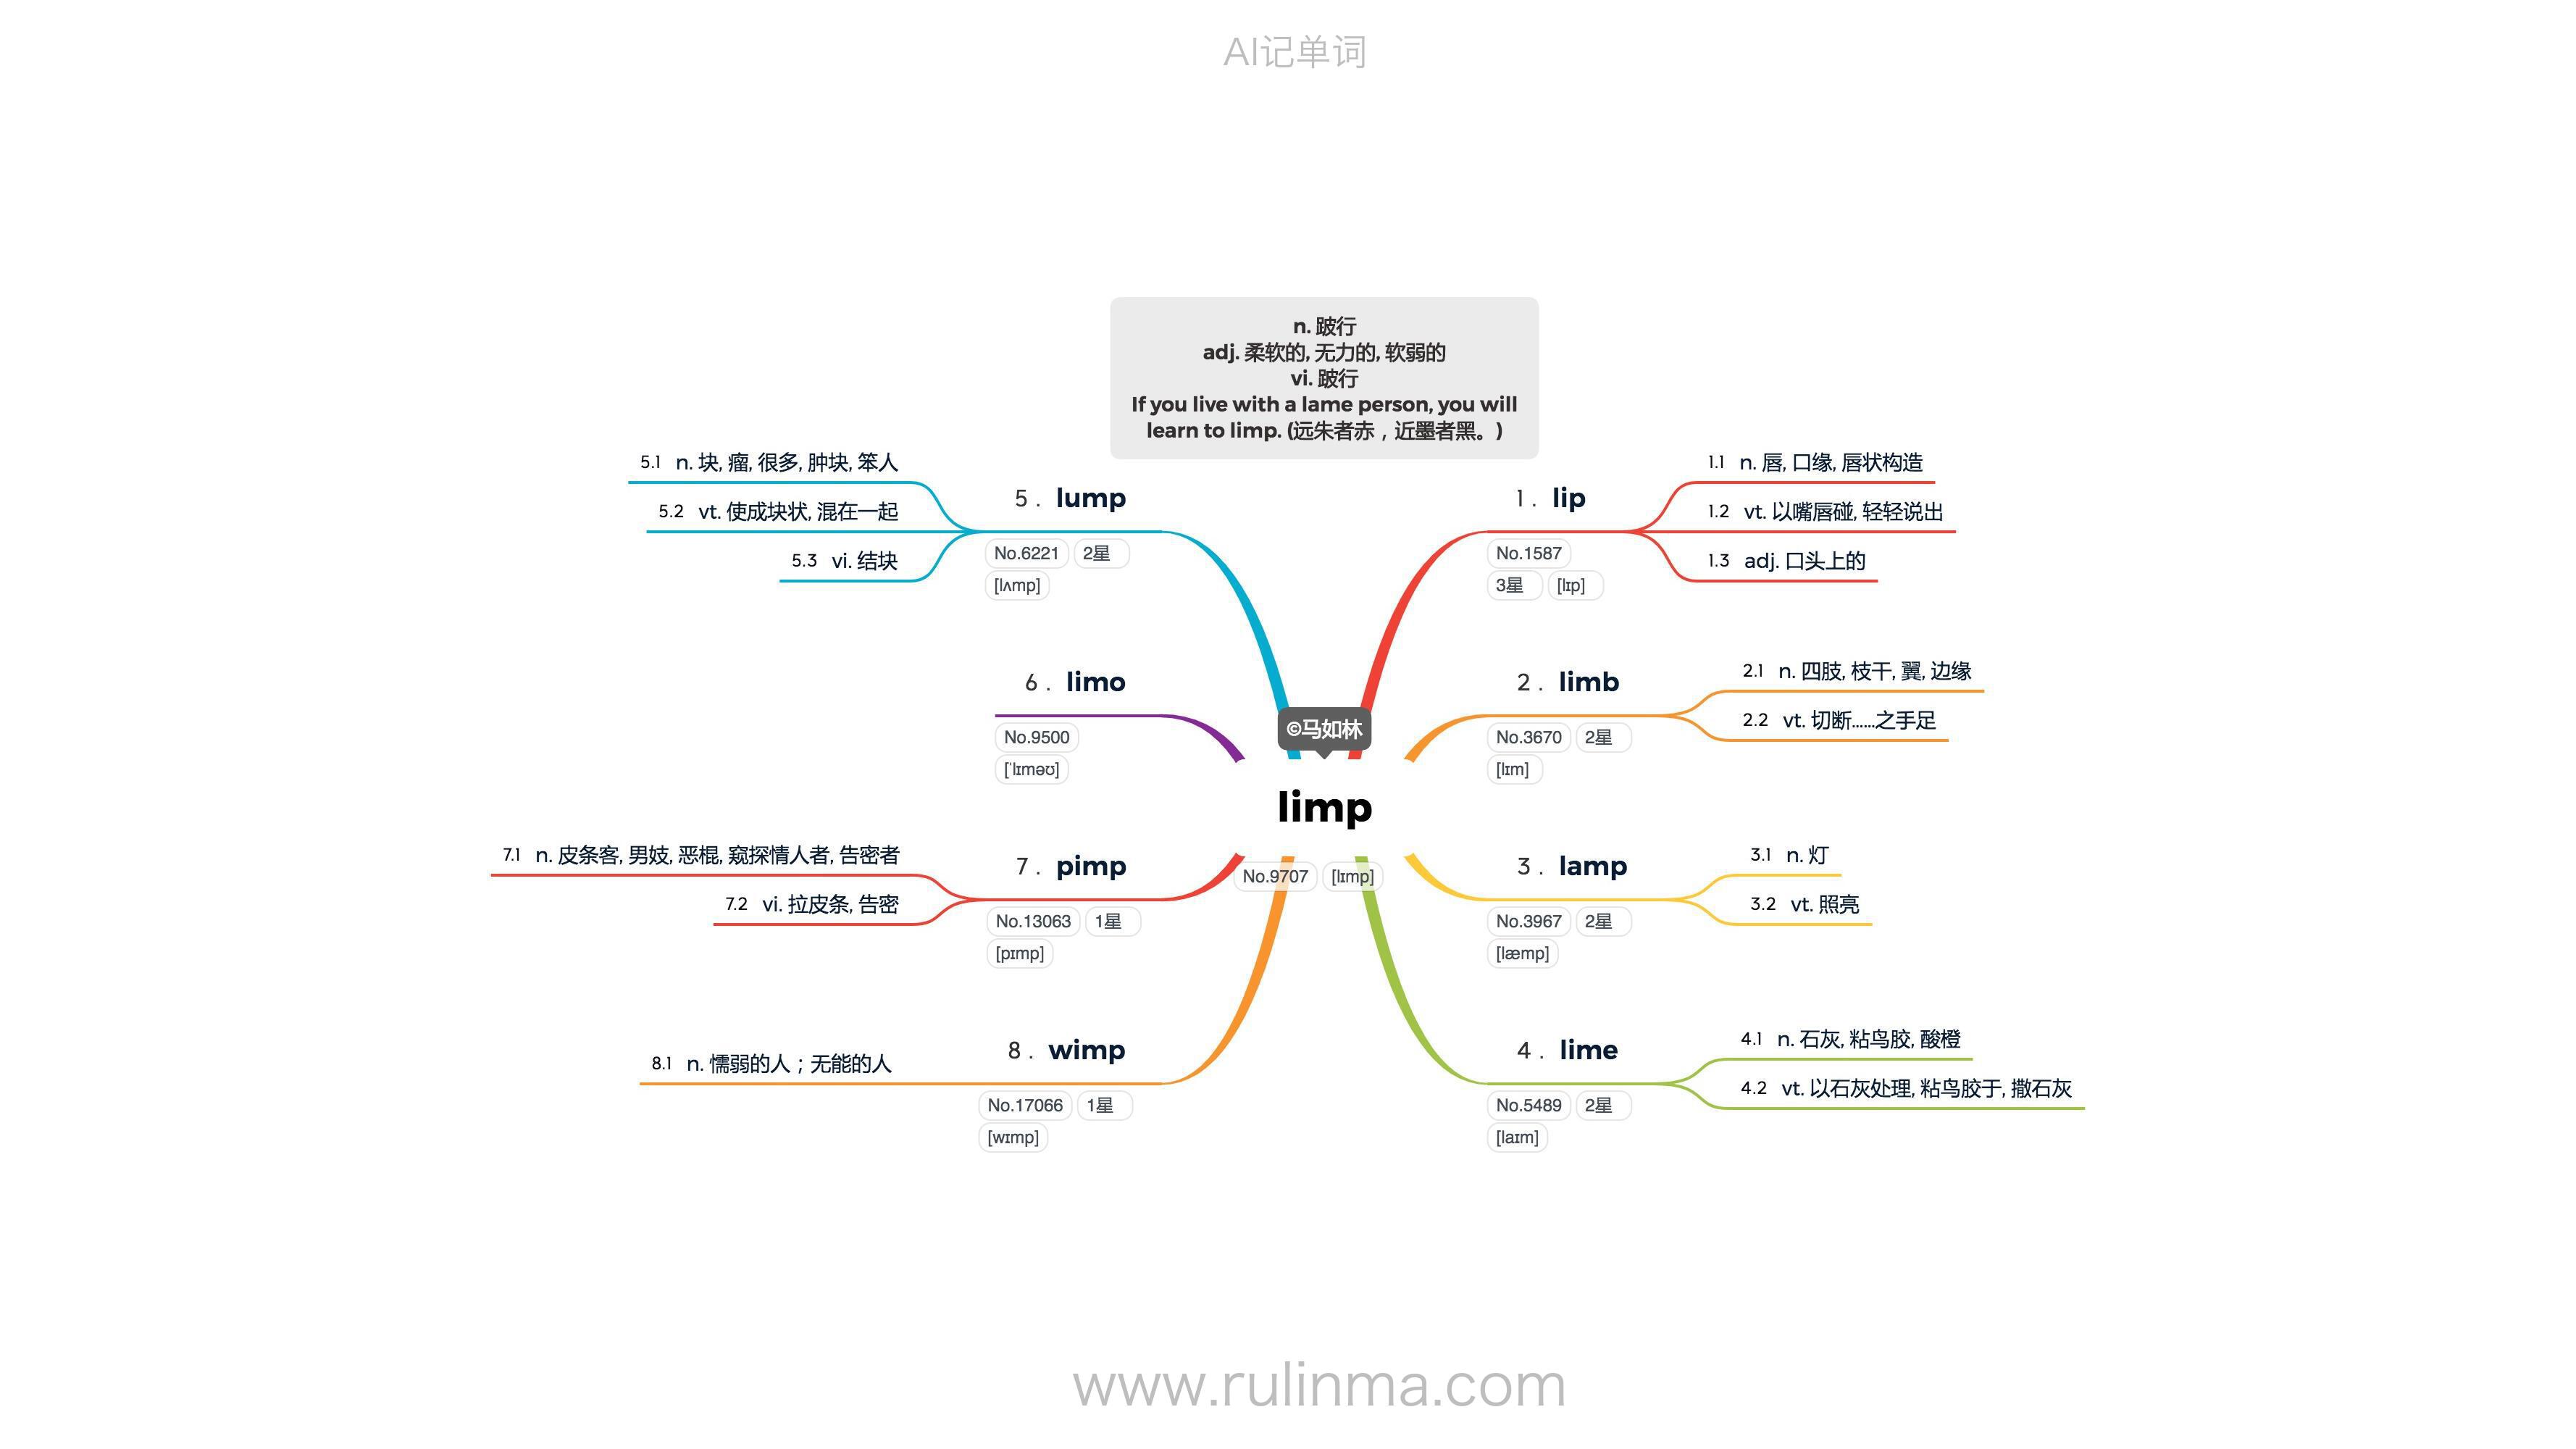 AI记单词
n. 跛行
adj. 柔软的, 无力的, 软弱的
vi. 跛行
If you live with a lame person, you will
learn to limp. (远朱者赤，近墨者黑。)
©马如林
limp
No.9707 [lɪmp]
1. lip
No.1587
3星 [lɪp]
1.1 n. 唇, 口缘, 唇状构造
1.2 vt. 以嘴唇碰, 轻轻说出
1.3 adj. 口头上的
2. limb
No.3670 2星
[lɪm]
2.1 n. 四肢, 枝干, 翼, 边缘
2.2 vt. 切断......之手足
3. lamp
No.3967 2星
[læmp]
3.1 n. 灯
3.2 vt. 照亮
4. lime
No.5489 2星
[laɪm]
4.1 n. 石灰, 粘鸟胶, 酸橙
4.2 vt. 以石灰处理, 粘鸟胶于, 撒石灰
5. lump
No.6221 2星
[lʌmp]
5.1 n. 块, 瘤, 很多, 肿块, 笨人
5.2 vt. 使成块状, 混在一起
5.3 vi. 结块
6. limo
No.9500
['lɪməʊ]
7. pimp
No.13063 1星
[pɪmp]
7.1 n. 皮条客, 男妓, 恶棍, 窥探情人者, 告密者
7.2 vi. 拉皮条, 告密
8. wimp
No.17066 1星
[wɪmp]
8.1 n. 懦弱的人；无能的人
www.rulinma.com